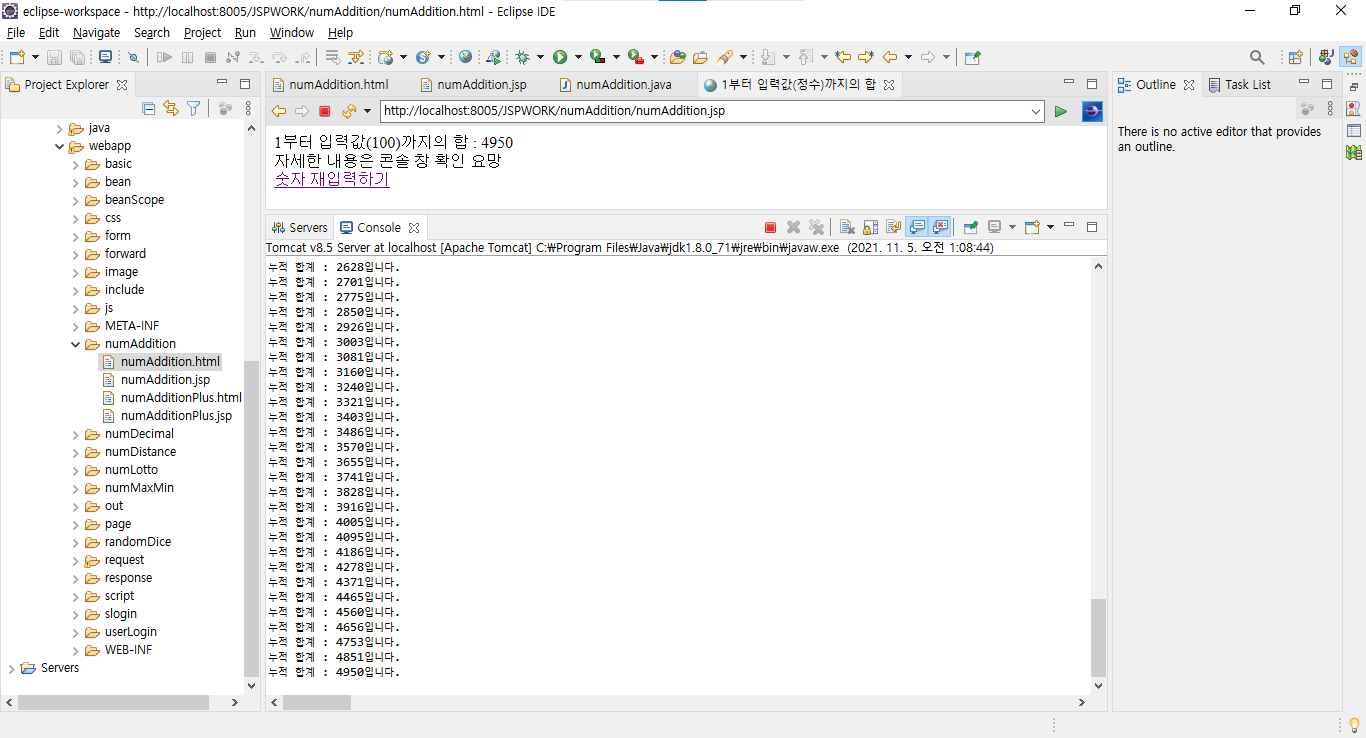 eclipse-workspace - http://localhost:8005/JSPWORK/numAddition/numAddition.html - Eclipse IDE
File Edit Navigate Search Project Run Window Help
Project Explorer
java
webapp
basic
bean
beanScope
css
form
forward
image
include
js
META-INF
numAddition
numAddition.html
numAddition.jsp
numAdditionPlus.html
numAdditionPlus.jsp
numDecimal
numDistance
numLotto
numMaxMin
out
page
randomDice
request
response
script
slogin
userLogin
WEB-INF
Servers
numAddition.html numAddition.jsp numAddition.java 1부터 입력값(정수)까지의 합
http://localhost:8005/JSPWORK/numAddition/numAddition.jsp
1부터 입력값(100)까지의 합 : 4950
자세한 내용은 콘솔 창 확인 요망
숫자 재입력하기
Servers Console
Tomcat v8.5 Server at localhost [Apache Tomcat] C:₩Program Files₩Java₩jdk1.8.0_71₩jre₩bin₩javaw.exe (2021. 11. 5. 오전 1:08:44)
누적 합계 : 2628입니다.
누적 합계 : 2701입니다.
누적 합계 : 2775입니다.
누적 합계 : 2850입니다.
누적 합계 : 2926입니다.
누적 합계 : 3003입니다.
누적 합계 : 3081입니다.
누적 합계 : 3160입니다.
누적 합계 : 3240입니다.
누적 합계 : 3321입니다.
누적 합계 : 3403입니다.
누적 합계 : 3486입니다.
누적 합계 : 3570입니다.
누적 합계 : 3655입니다.
누적 합계 : 3741입니다.
누적 합계 : 3828입니다.
누적 합계 : 3916입니다.
누적 합계 : 4005입니다.
누적 합계 : 4095입니다.
누적 합계 : 4186입니다.
누적 합계 : 4278입니다.
누적 합계 : 4371입니다.
누적 합계 : 4465입니다.
누적 합계 : 4560입니다.
누적 합계 : 4656입니다.
누적 합계 : 4753입니다.
누적 합계 : 4851입니다.
누적 합계 : 4950입니다.
Outline Task List
There is no active editor that provides
an outline.